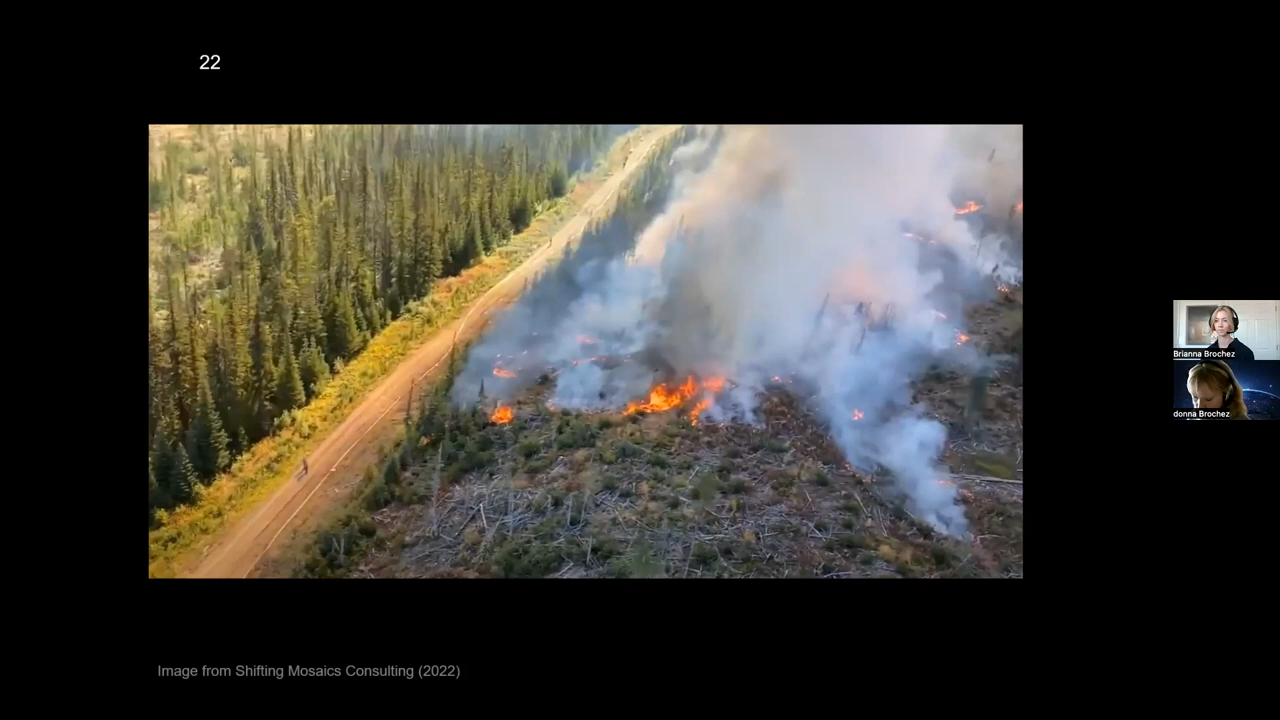 22
Brianna Brochez
donna Brochez
Image from Shifting Mosaics Consulting (2022)